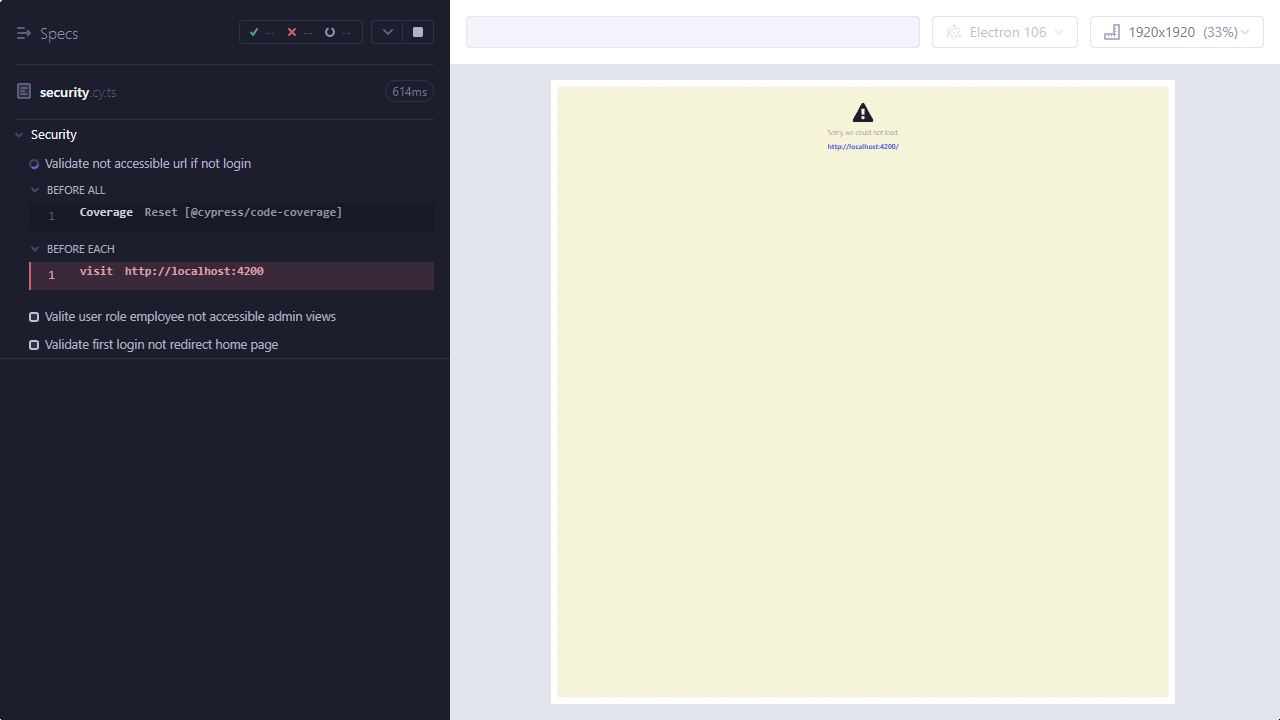 Specs
-- -- --
security.cy.ts
614ms
Security
Validate not accessible url if not login
BEFORE ALL
1 Coverage Reset [@cypress/code-coverage]
BEFORE EACH
1 visit http://localhost:4200
Valite user role employee not accessible admin views
Validate first login not redirect home page
Electron 106
1920x1920 (33%)
Sorry, we could not load:
http://localhost:4200/